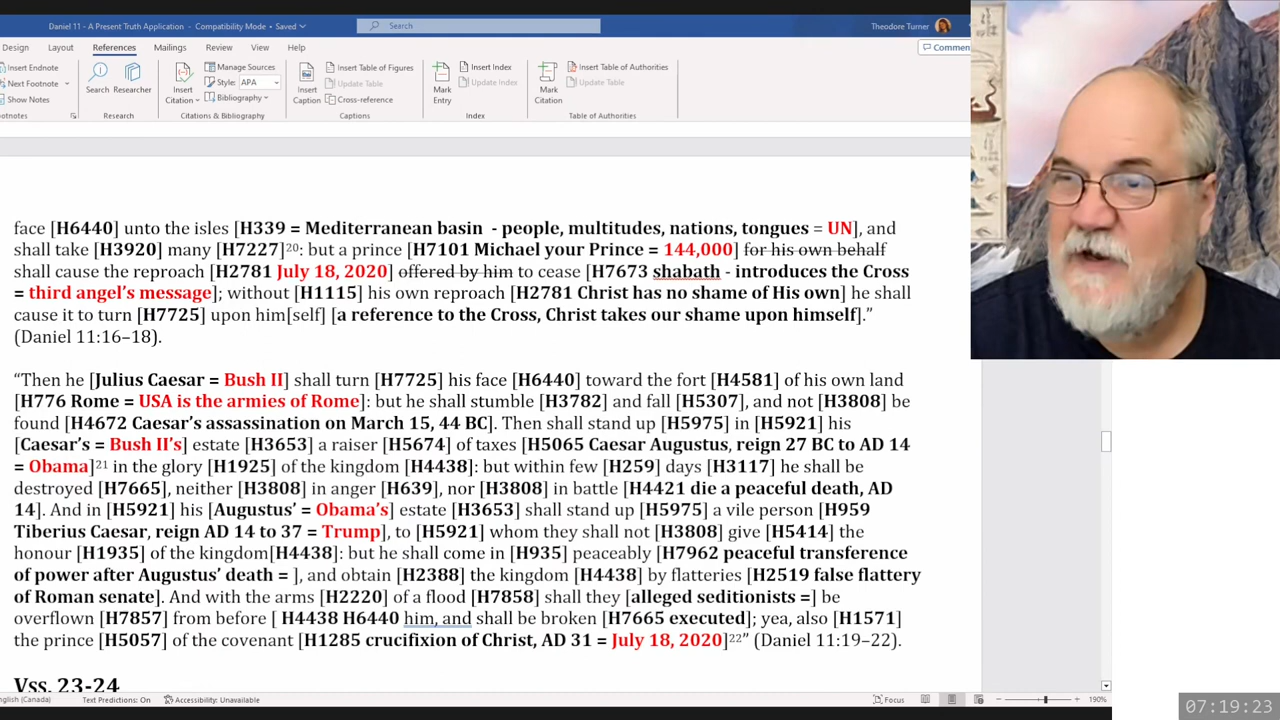 Daniel 11 - A Present Truth Application - Compatibility Mode • Saved
Search
Theodore Turner
Design Layout References Mailings Review View Help
Commen
Insert Endnote
Next Footnote
Show Notes
ootnotes
Search
Researcher
Research
Insert Citation
Manage Sources
Style: APA
Bibliography
Citations & Bibliography
Insert Caption
Insert Table of Figures
Update Table
Cross-reference
Captions
Mark Entry
Insert Index
Update Index
Index
Mark Citation
Insert Table of Authorities
Update Table
Table of Authorities
face [H6440] unto the isles [H339 = Mediterranean basin - people, multitudes, nations, tongues = UN], and
shall take [H3920] many [H7227]20: but a prince [H7101 Michael your Prince = 144,000] for his own behalf
shall cause the reproach [H2781 July 18, 2020] offered by him to cease [H7673 shabath - introduces the Cross
= third angel's message]; without [H1115] his own reproach [H2781 Christ has no shame of His own] he shall
cause it to turn [H7725] upon him[self] [a reference to the Cross, Christ takes our shame upon himself].”
(Daniel 11:16–18).
“Then he [Julius Caesar = Bush II] shall turn [H7725] his face [H6440] toward the fort [H4581] of his own land
[H776 Rome = USA is the armies of Rome]: but he shall stumble [H3782] and fall [H5307], and not [H3808] be
found [H4672 Caesar's assassination on March 15, 44 BC]. Then shall stand up [H5975] in [H5921] his
[Caesar's = Bush II's] estate [H3653] a raiser [H5674] of taxes [H5065 Caesar Augustus, reign 27 BC to AD 14
= Obama]21 in the glory [H1925] of the kingdom [H4438]: but within few [H259] days [H3117] he shall be
destroyed [H7665], neither [H3808] in anger [H639], nor [H3808] in battle [H4421 die a peaceful death, AD
14]. And in [H5921] his [Augustus' = Obama's] estate [H3653] shall stand up [H5975] a vile person [H959
Tiberius Caesar, reign AD 14 to 37 = Trump], to [H5921] whom they shall not [H3808] give [H5414] the
honour [H1935] of the kingdom[H4438]: but he shall come in [H935] peaceably [H7962 peaceful transference
of power after Augustus' death = ], and obtain [H2388] the kingdom [H4438] by flatteries [H2519 false flattery
of Roman senate]. And with the arms [H2220] of a flood [H7858] shall they [alleged seditionists =] be
overflown [H7857] from before [ H4438 H6440 him, and shall be broken [H7665 executed]; yea, also [H1571]
the prince [H5057] of the covenant [H1285 crucifixion of Christ, AD 31 = July 18, 2020]22” (Daniel 11:19–22).
Vss. 23-24
nglish (Canada) Text Predictions: On Accessibility: Unavailable Focus 190%
07:19:23